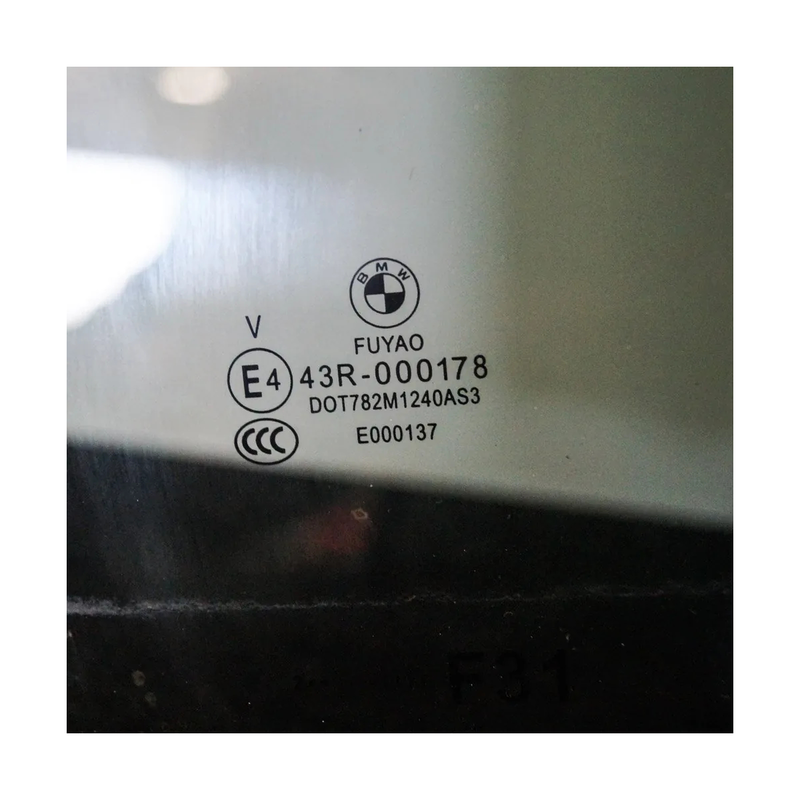 BMW
V
FUYAO
E4 43R-000178
DOT782M1240AS3
CCC E000137
F31